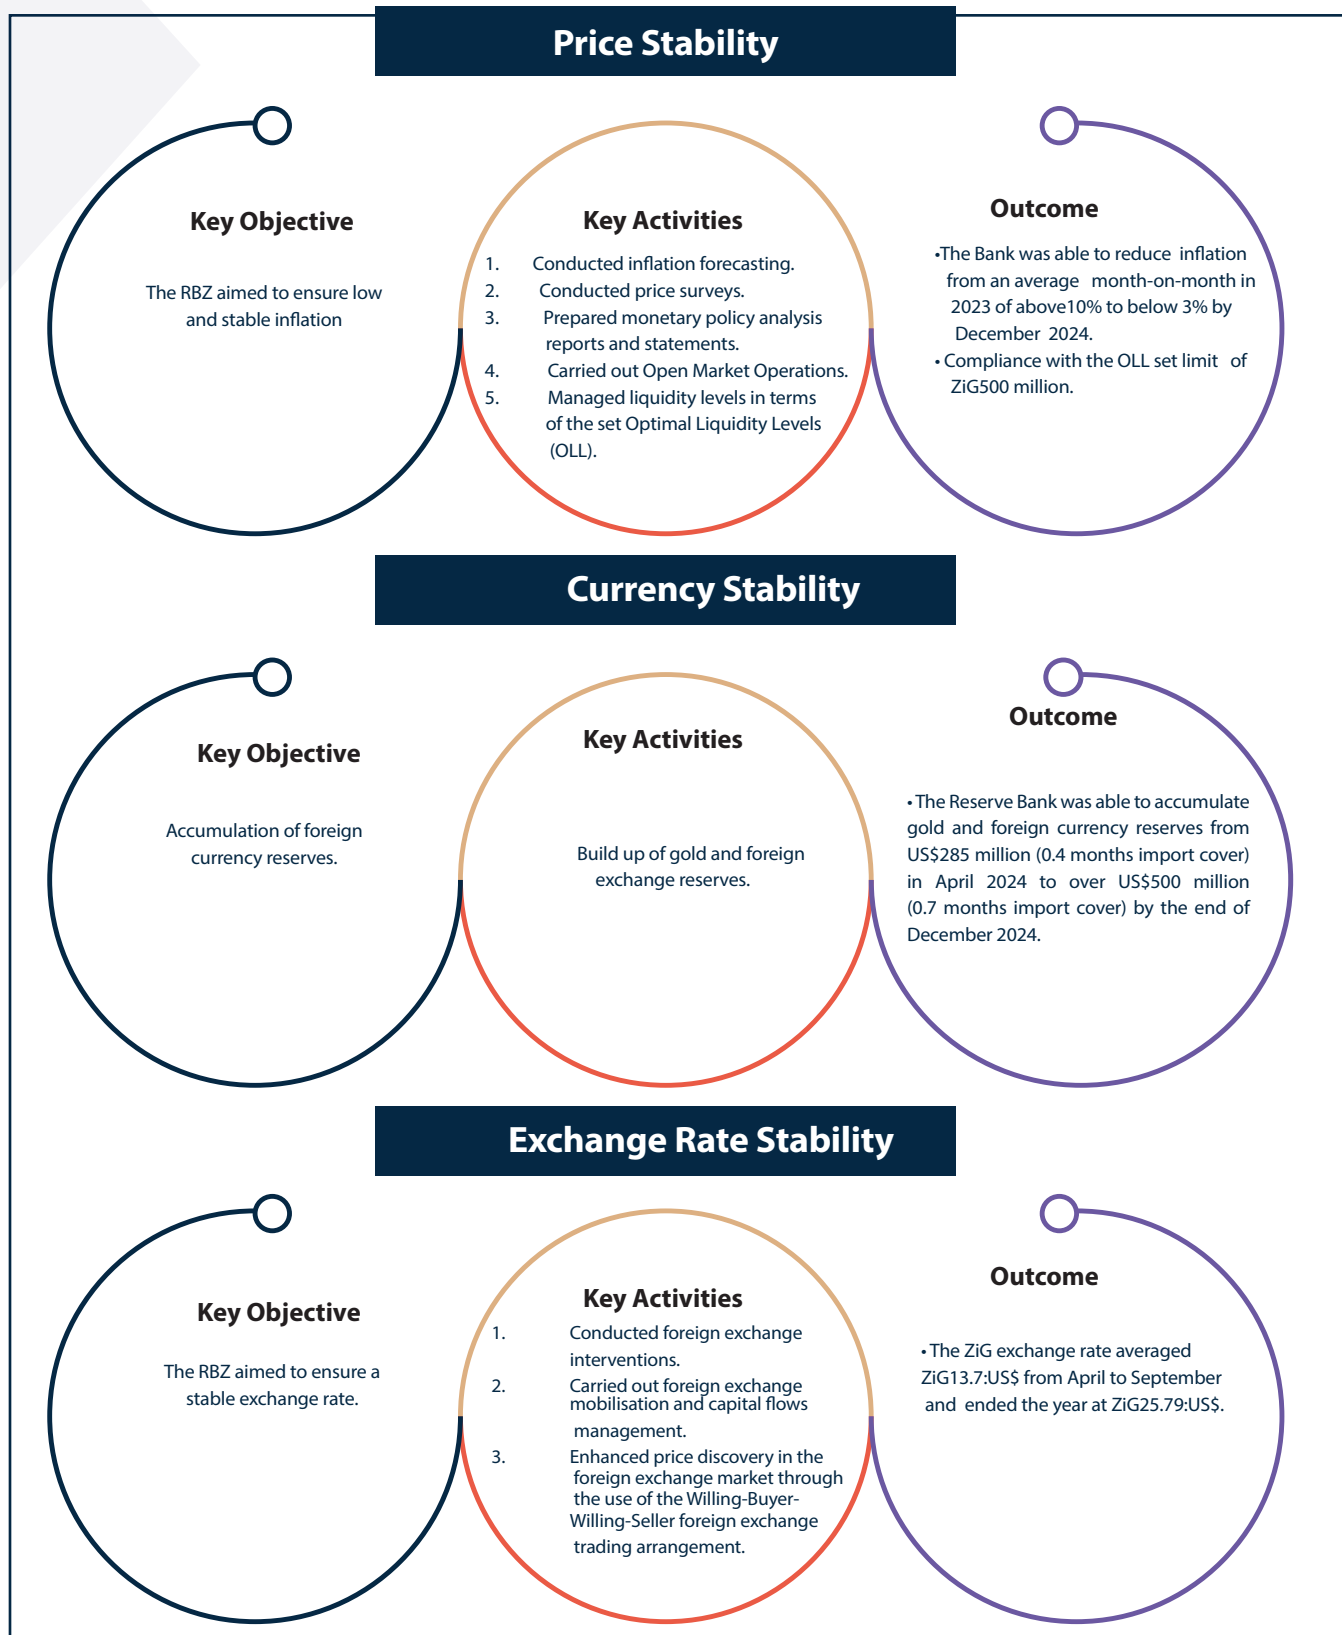 Price Stability
Key Objective
The RBZ aimed to ensure low
and stable inflation
Key Activities
1. Conducted inflation forecasting.
2. Conducted price surveys.
3. Prepared monetary policy analysis
reports and statements.
4. Carried out Open Market Operations.
5. Managed liquidity levels in terms
of the set Optimal Liquidity Levels
(OLL).
Outcome
•The Bank was able to reduce inflation
from an average month-on-month in
2023 of above10% to below 3% by
December 2024.
• Compliance with the OLL set limit of
ZiG500 million.
Currency Stability
Key Objective
Accumulation of foreign
currency reserves.
Key Activities
Build up of gold and foreign
exchange reserves.
Outcome
• The Reserve Bank was able to accumulate
gold and foreign currency reserves from
US$285 million (0.4 months import cover)
in April 2024 to over US$500 million
(0.7 months import cover) by the end of
December 2024.
Exchange Rate Stability
Key Objective
The RBZ aimed to ensure a
stable exchange rate.
Key Activities
1. Conducted foreign exchange
interventions.
2. Carried out foreign exchange
mobilisation and capital flows
management.
3. Enhanced price discovery in the
foreign exchange market through
the use of the Willing-Buyer-
Willing-Seller foreign exchange
trading arrangement.
Outcome
• The ZiG exchange rate averaged
ZiG13.7:US$ from April to September
and ended the year at ZiG25.79:US$.